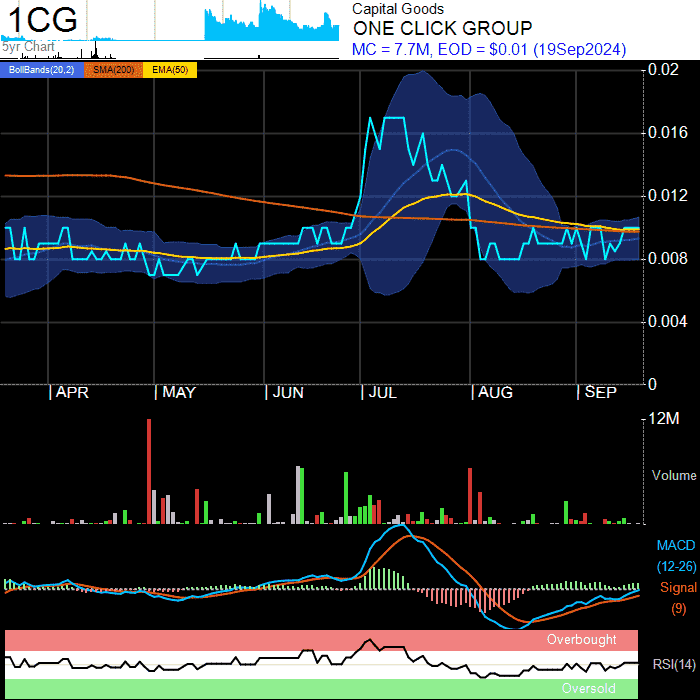 1CG
5yr Chart
Capital Goods
ONE CLICK GROUP
MC = 7.7M, EOD = $0.01 (19Sep2024)
BollBands(20,2) SMA(200) EMA(50)
0.02
0.016
0.012
0.008
0.004
0
APR MAY JUN JUL AUG SEP
12M
Volume
MACD
(12-26)
Signal
(9)
Overbought
RSI(14)
Oversold